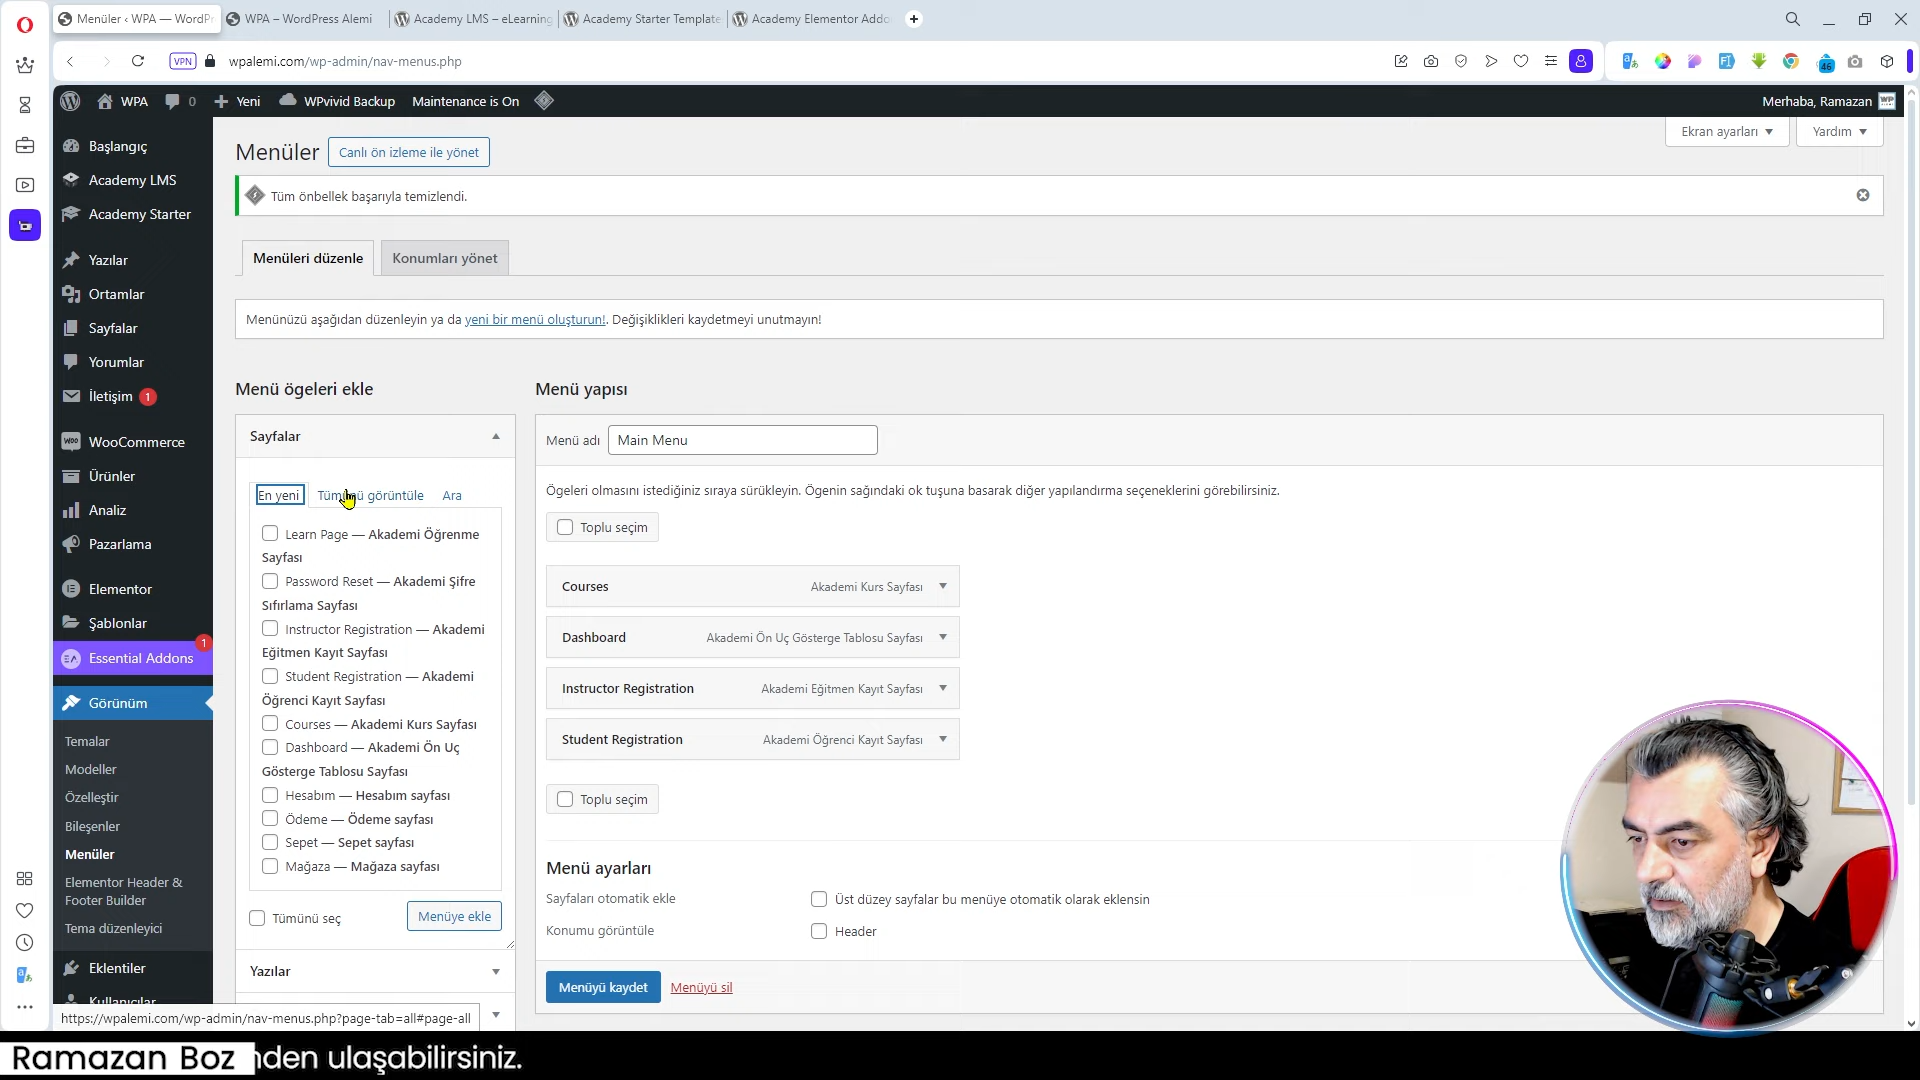 Menüler ‹ WPA — WordPr
WPA – WordPress Alemi
Academy LMS – eLearning
Academy Starter Template
Academy Elementor Addo
VPN
wpalemi.com/wp-admin/nav-menus.php
46
WPA
0
Yeni
WPvivid Backup
Maintenance is On
Merhaba, Ramazan
Başlangıç
Academy LMS
Academy Starter
Yazılar
Ortamlar
Sayfalar
Yorumlar
İletişim 1
WooCommerce
Ürünler
Analiz
Pazarlama
Elementor
Şablonlar
1
Essential Addons
Görünüm
Temalar
Modeller
Özelleştir
Bileşenler
Menüler
Elementor Header &
Footer Builder
Tema düzenleyici
Eklentiler
Kullanıcılar
Ekran ayarları
Yardım
Menüler
Canlı ön izleme ile yönet
Tüm önbellek başarıyla temizlendi.
Menüleri düzenle
Konumları yönet
Menünüzü aşağıdan düzenleyin ya da yeni bir menü oluşturun!. Değişiklikleri kaydetmeyi unutmayın!
Menü ögeleri ekle
Sayfalar
En yeni
Tümünü görüntüle
Ara
Learn Page — Akademi Öğrenme
Sayfası
Password Reset — Akademi Şifre
Sıfırlama Sayfası
Instructor Registration — Akademi
Eğitmen Kayıt Sayfası
Student Registration — Akademi
Öğrenci Kayıt Sayfası
Courses — Akademi Kurs Sayfası
Dashboard — Akademi Ön Uç
Gösterge Tablosu Sayfası
Hesabım — Hesabım sayfası
Ödeme — Ödeme sayfası
Sepet — Sepet sayfası
Mağaza — Mağaza sayfası
Tümünü seç
Menüye ekle
Yazılar
Menü yapısı
Menü adı
Main Menu
Ögeleri olmasını istediğiniz sıraya sürükleyin. Ögenin sağındaki ok tuşuna basarak diğer yapılandırma seçeneklerini görebilirsiniz.
Toplu seçim
Courses
Akademi Kurs Sayfası
Dashboard
Akademi Ön Uç Gösterge Tablosu Sayfası
Instructor Registration
Akademi Eğitmen Kayıt Sayfası
Student Registration
Akademi Öğrenci Kayıt Sayfası
Toplu seçim
Menü ayarları
Sayfaları otomatik ekle
Üst düzey sayfalar bu menüye otomatik olarak eklensin
Konumu görüntüle
Header
Menüyü kaydet
Menüyü sil
https://wpalemi.com/wp-admin/nav-menus.php?page-tab=all#page-all
Ramazan Boz
nden ulaşabilirsiniz.